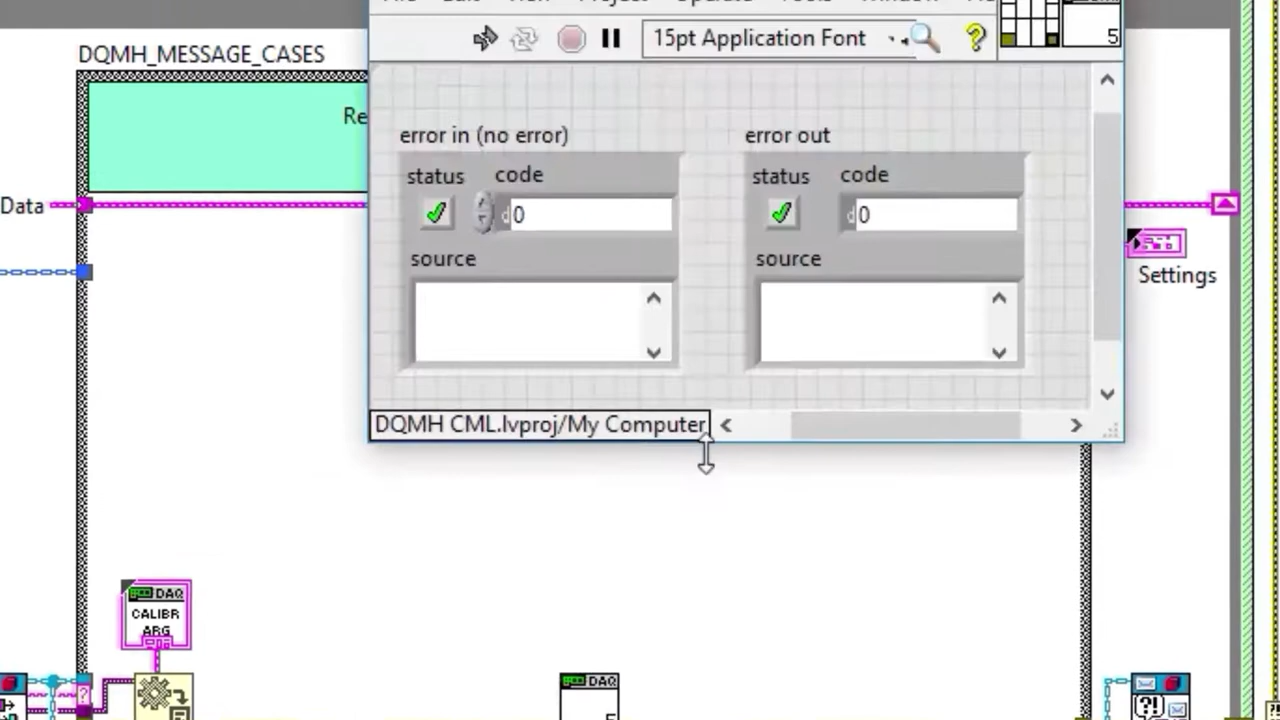 DQMH_MESSAGE_CASES
15pt Application Font
5
Re
error in (no error)
error out
status
code
status
code
Data
d
0
d
0
source
source
Settings
DQMH CML.lvproj/My Computer
DAQ
CALIBR
ARG
?
DAQ
5
?!